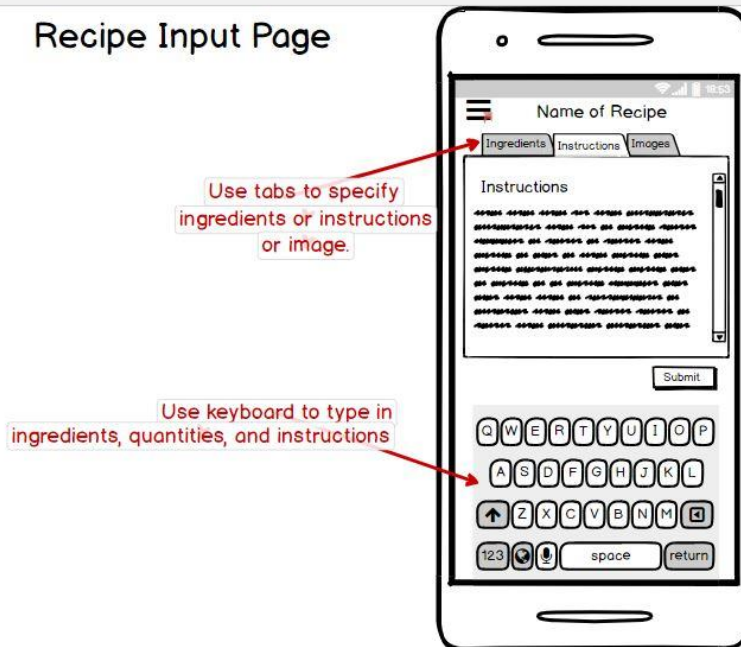 Recipe Input Page
18:53
Name of Recipe
Ingredients Instructions Images
Use tabs to specify
ingredients or instructions
or image.
Instructions
Submit
Use keyboard to type in
ingredients, quantities, and instructions
Q W E R T Y U I O P
A S D F G H J K L
Z X C V B N M
123 space return